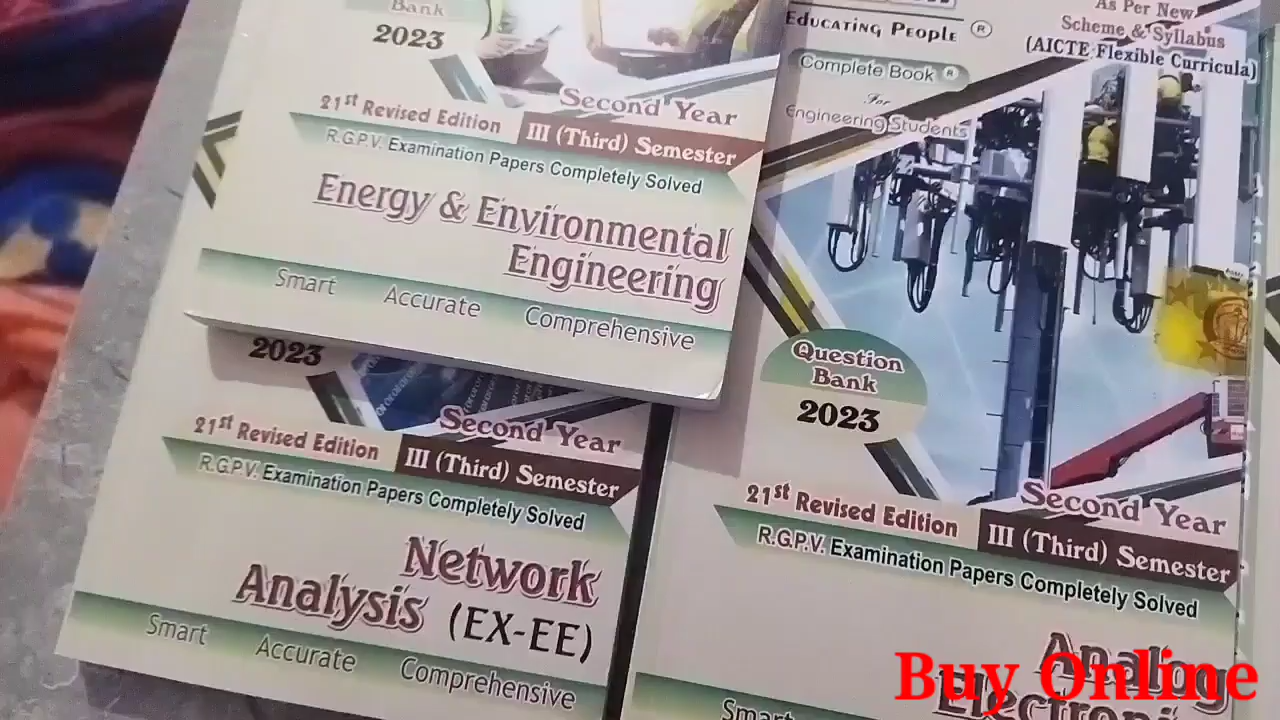 Bank
2023
Second Year
21st Revised Edition
III (Third) Semester
R.G.P.V. Examination Papers Completely Solved
Energy & Environmental
Engineering
Smart Accurate Comprehensive
2023
Second Year
21st Revised Edition
III (Third) Semester
R.G.P.V. Examination Papers Completely Solved
Network
Analysis (EX-EE)
Smart Accurate Comprehensive
Educating People ®
As Per New
Scheme & Syllabus
(AICTE Flexible Curricula)
Complete Book ®
For
Engineering Students
Question
Bank
2023
Second Year
21st Revised Edition
III (Third) Semester
R.G.P.V. Examination Papers Completely Solved
Analog
Smart
Buy Online